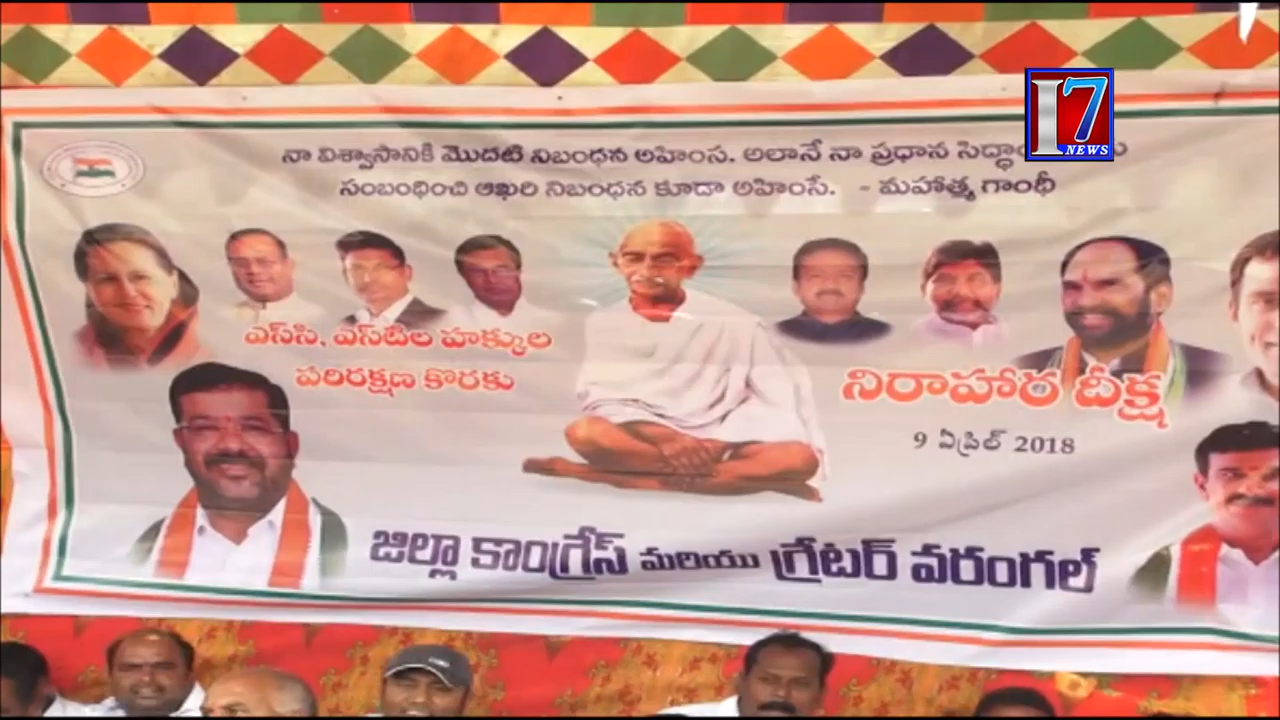 I7
NEWS
నా విశ్వాసానికి మొదటి నిబంధన అహింస. అలానే నా ప్రధాన
సంబంధించి ఆఖరి నిబంధన కూడా అహింసే. - మహాత్మ గాంధీ
ఎస్‌సి, ఎస్‌టిల హక్కుల
పరిరక్షణ కొరకు
నిరాహార దీక్ష
9 ఏప్రిల్ 2018
జిల్లా కాంగ్రేస్ మరియు గ్రేటర్ వరంగల్